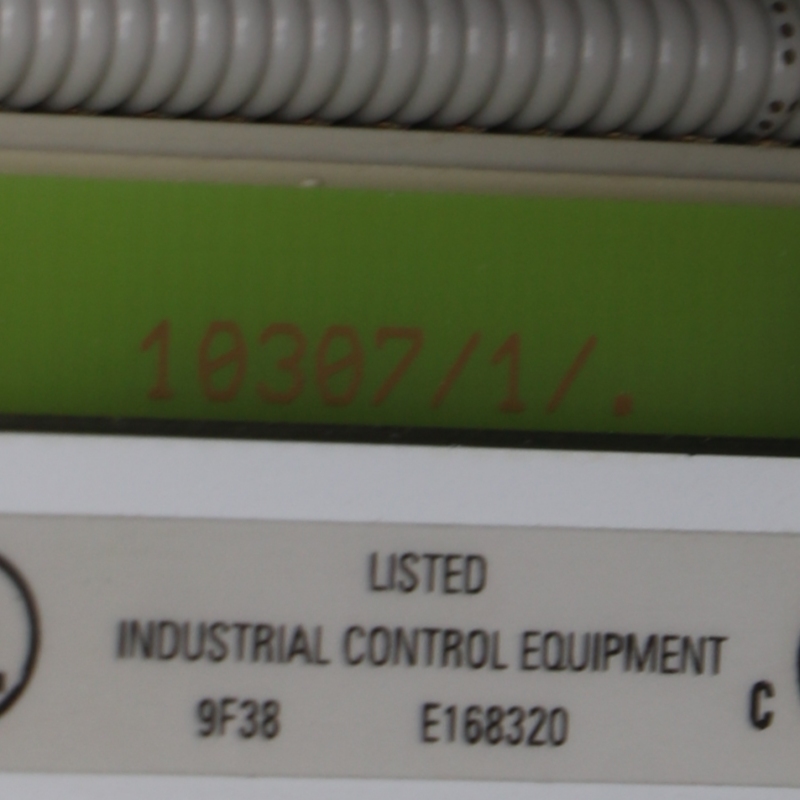 10307/1/.
LISTED
INDUSTRIAL CONTROL EQUIPMENT
9F38 E168320
C